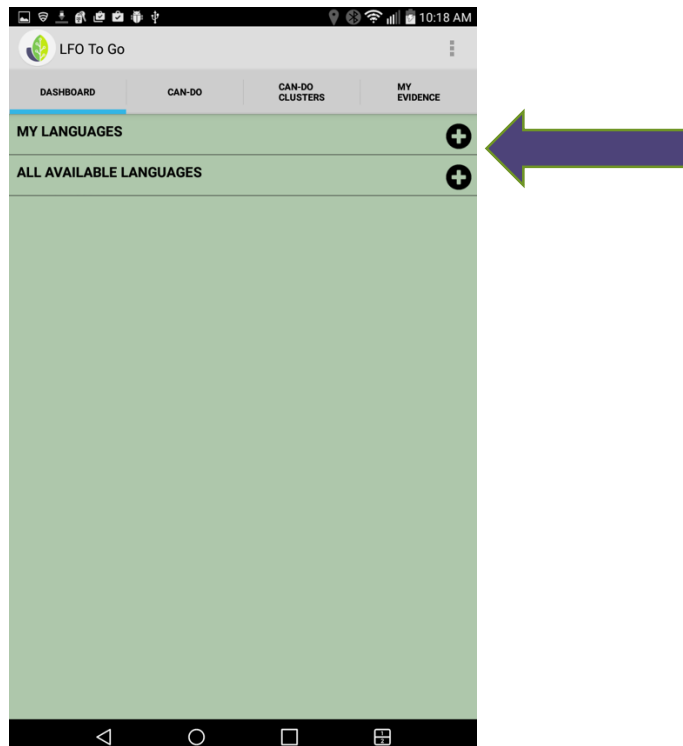 10:18 AM
LFO To Go
DASHBOARD
CAN-DO
CAN-DO
CLUSTERS
MY
EVIDENCE
MY LANGUAGES
ALL AVAILABLE LANGUAGES